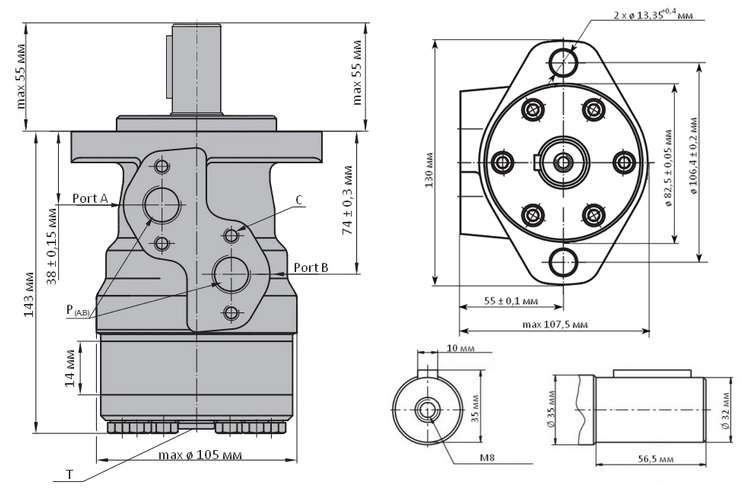 max 55 мм
max 55 мм
Port A
38 ± 0,15 мм
143 мм
P(A,B)
14 мм
T
max ø 105 мм
C
74 ± 0,3 мм
Port B
2 x ø 13,35⁺⁰,⁴ мм
130 мм
ø 82,5 ± 0,05 мм
ø 106,4 ± 0,2 мм
55 ± 0,1 мм
max 107,5 мм
10 мм
35 мм
M8
Ø 35 мм
Ø 32 мм
56,5 мм